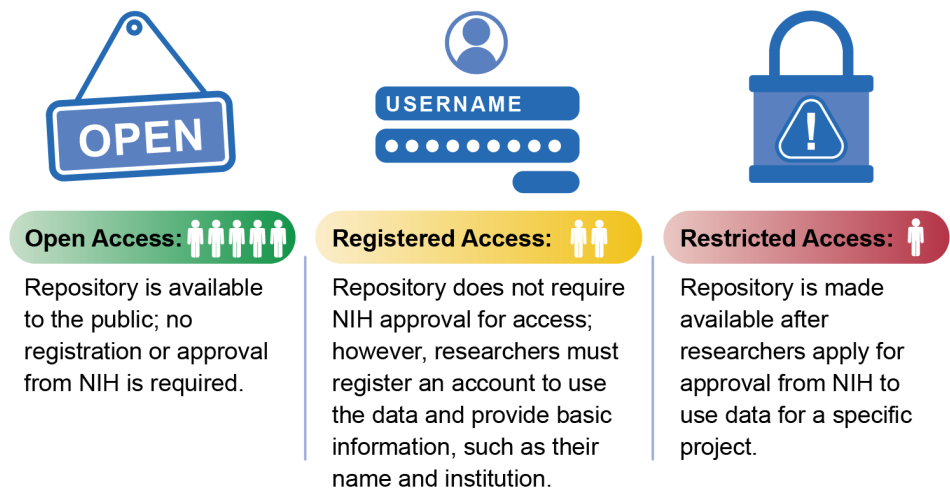 OPEN
USERNAME
!
Open Access:
Repository is available
to the public; no
registration or approval
from NIH is required.
Registered Access:
Repository does not require
NIH approval for access;
however, researchers must
register an account to use
the data and provide basic
information, such as their
name and institution.
Restricted Access:
Repository is made
available after
researchers apply for
approval from NIH to
use data for a specific
project.